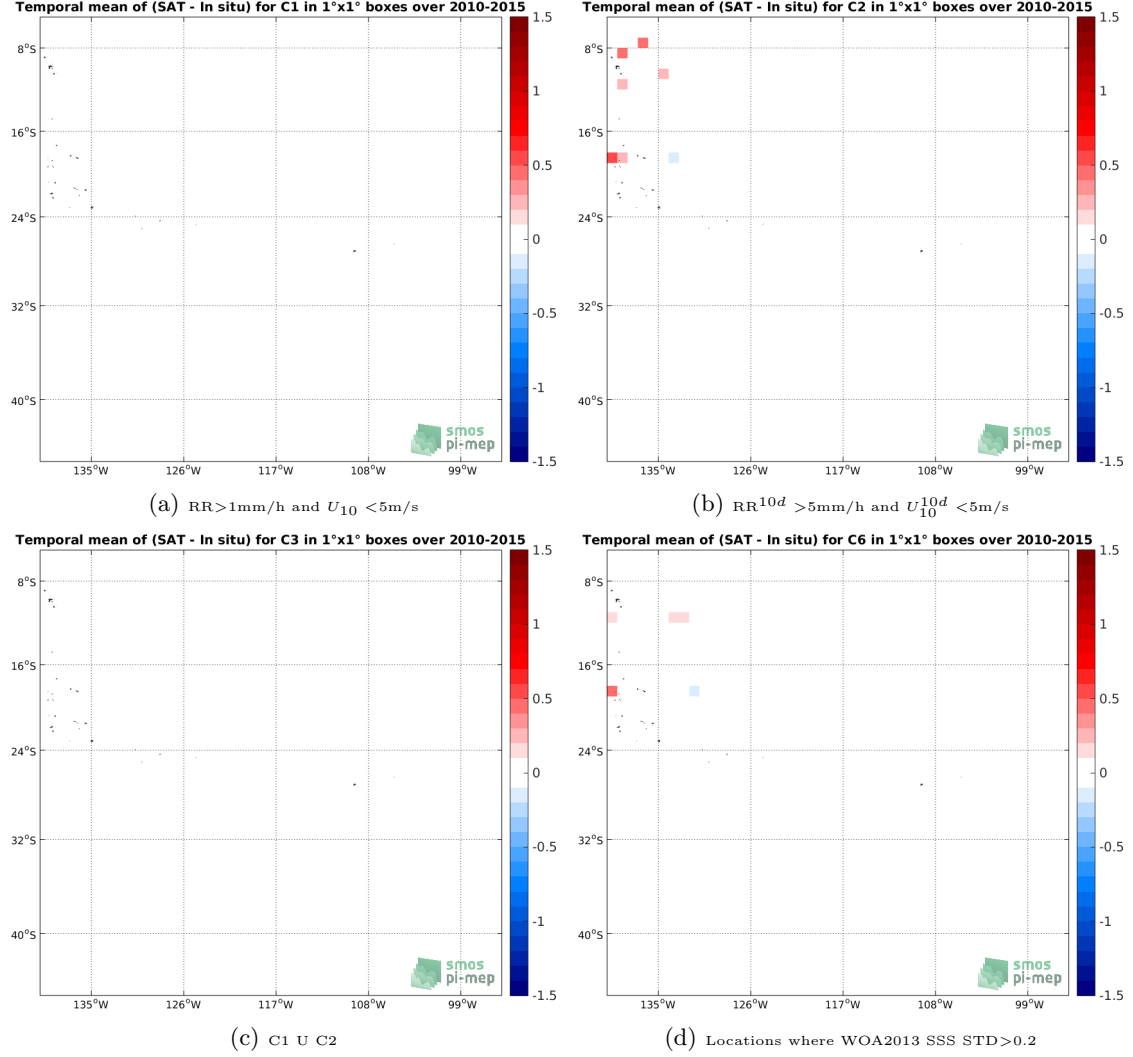 Temporal mean of (SAT - In situ) for C1 in 1°x1° boxes over 2010-2015
8°S
16°S
24°S
32°S
40°S
135°W
126°W
117°W
108°W
99°W
1.5
1
0.5
0
-0.5
-1
-1.5
smos
pi-mep
(a) RR>1mm/h and U10 <5m/s
Temporal mean of (SAT - In situ) for C2 in 1°x1° boxes over 2010-2015
8°S
16°S
24°S
32°S
40°S
135°W
126°W
117°W
108°W
99°W
1.5
1
0.5
0
-0.5
-1
-1.5
smos
pi-mep
(b) RR^10d >5mm/h and U10^10d <5m/s
Temporal mean of (SAT - In situ) for C3 in 1°x1° boxes over 2010-2015
8°S
16°S
24°S
32°S
40°S
135°W
126°W
117°W
108°W
99°W
1.5
1
0.5
0
-0.5
-1
-1.5
smos
pi-mep
(c) C1 U C2
Temporal mean of (SAT - In situ) for C6 in 1°x1° boxes over 2010-2015
8°S
16°S
24°S
32°S
40°S
135°W
126°W
117°W
108°W
99°W
1.5
1
0.5
0
-0.5
-1
-1.5
smos
pi-mep
(d) Locations where WOA2013 SSS STD>0.2